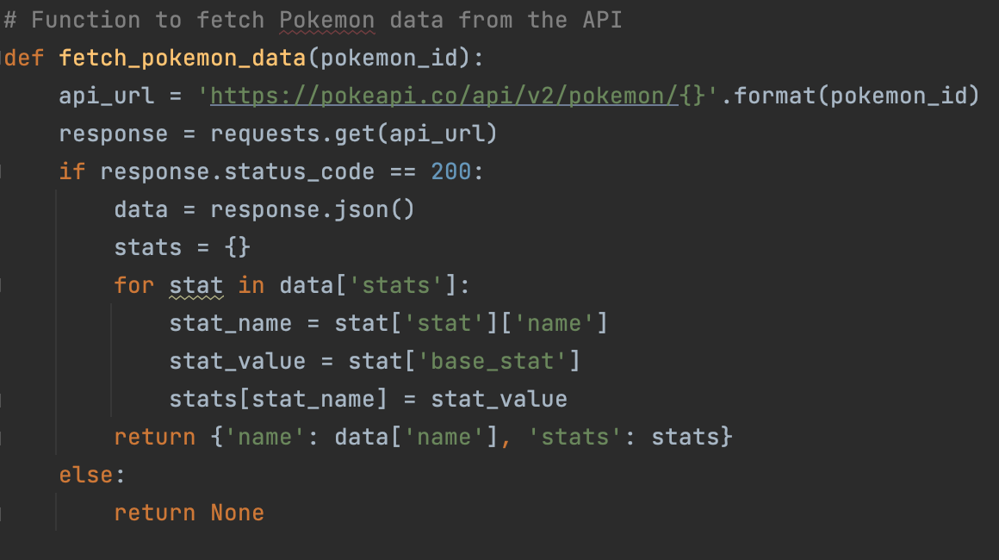 # Function to fetch Pokemon data from the API
def fetch_pokemon_data(pokemon_id):
    api_url = 'https://pokeapi.co/api/v2/pokemon/{}'.format(pokemon_id)
    response = requests.get(api_url)
    if response.status_code == 200:
        data = response.json()
        stats = {}
        for stat in data['stats']:
            stat_name = stat['stat']['name']
            stat_value = stat['base_stat']
            stats[stat_name] = stat_value
        return {'name': data['name'], 'stats': stats}
    else:
        return None